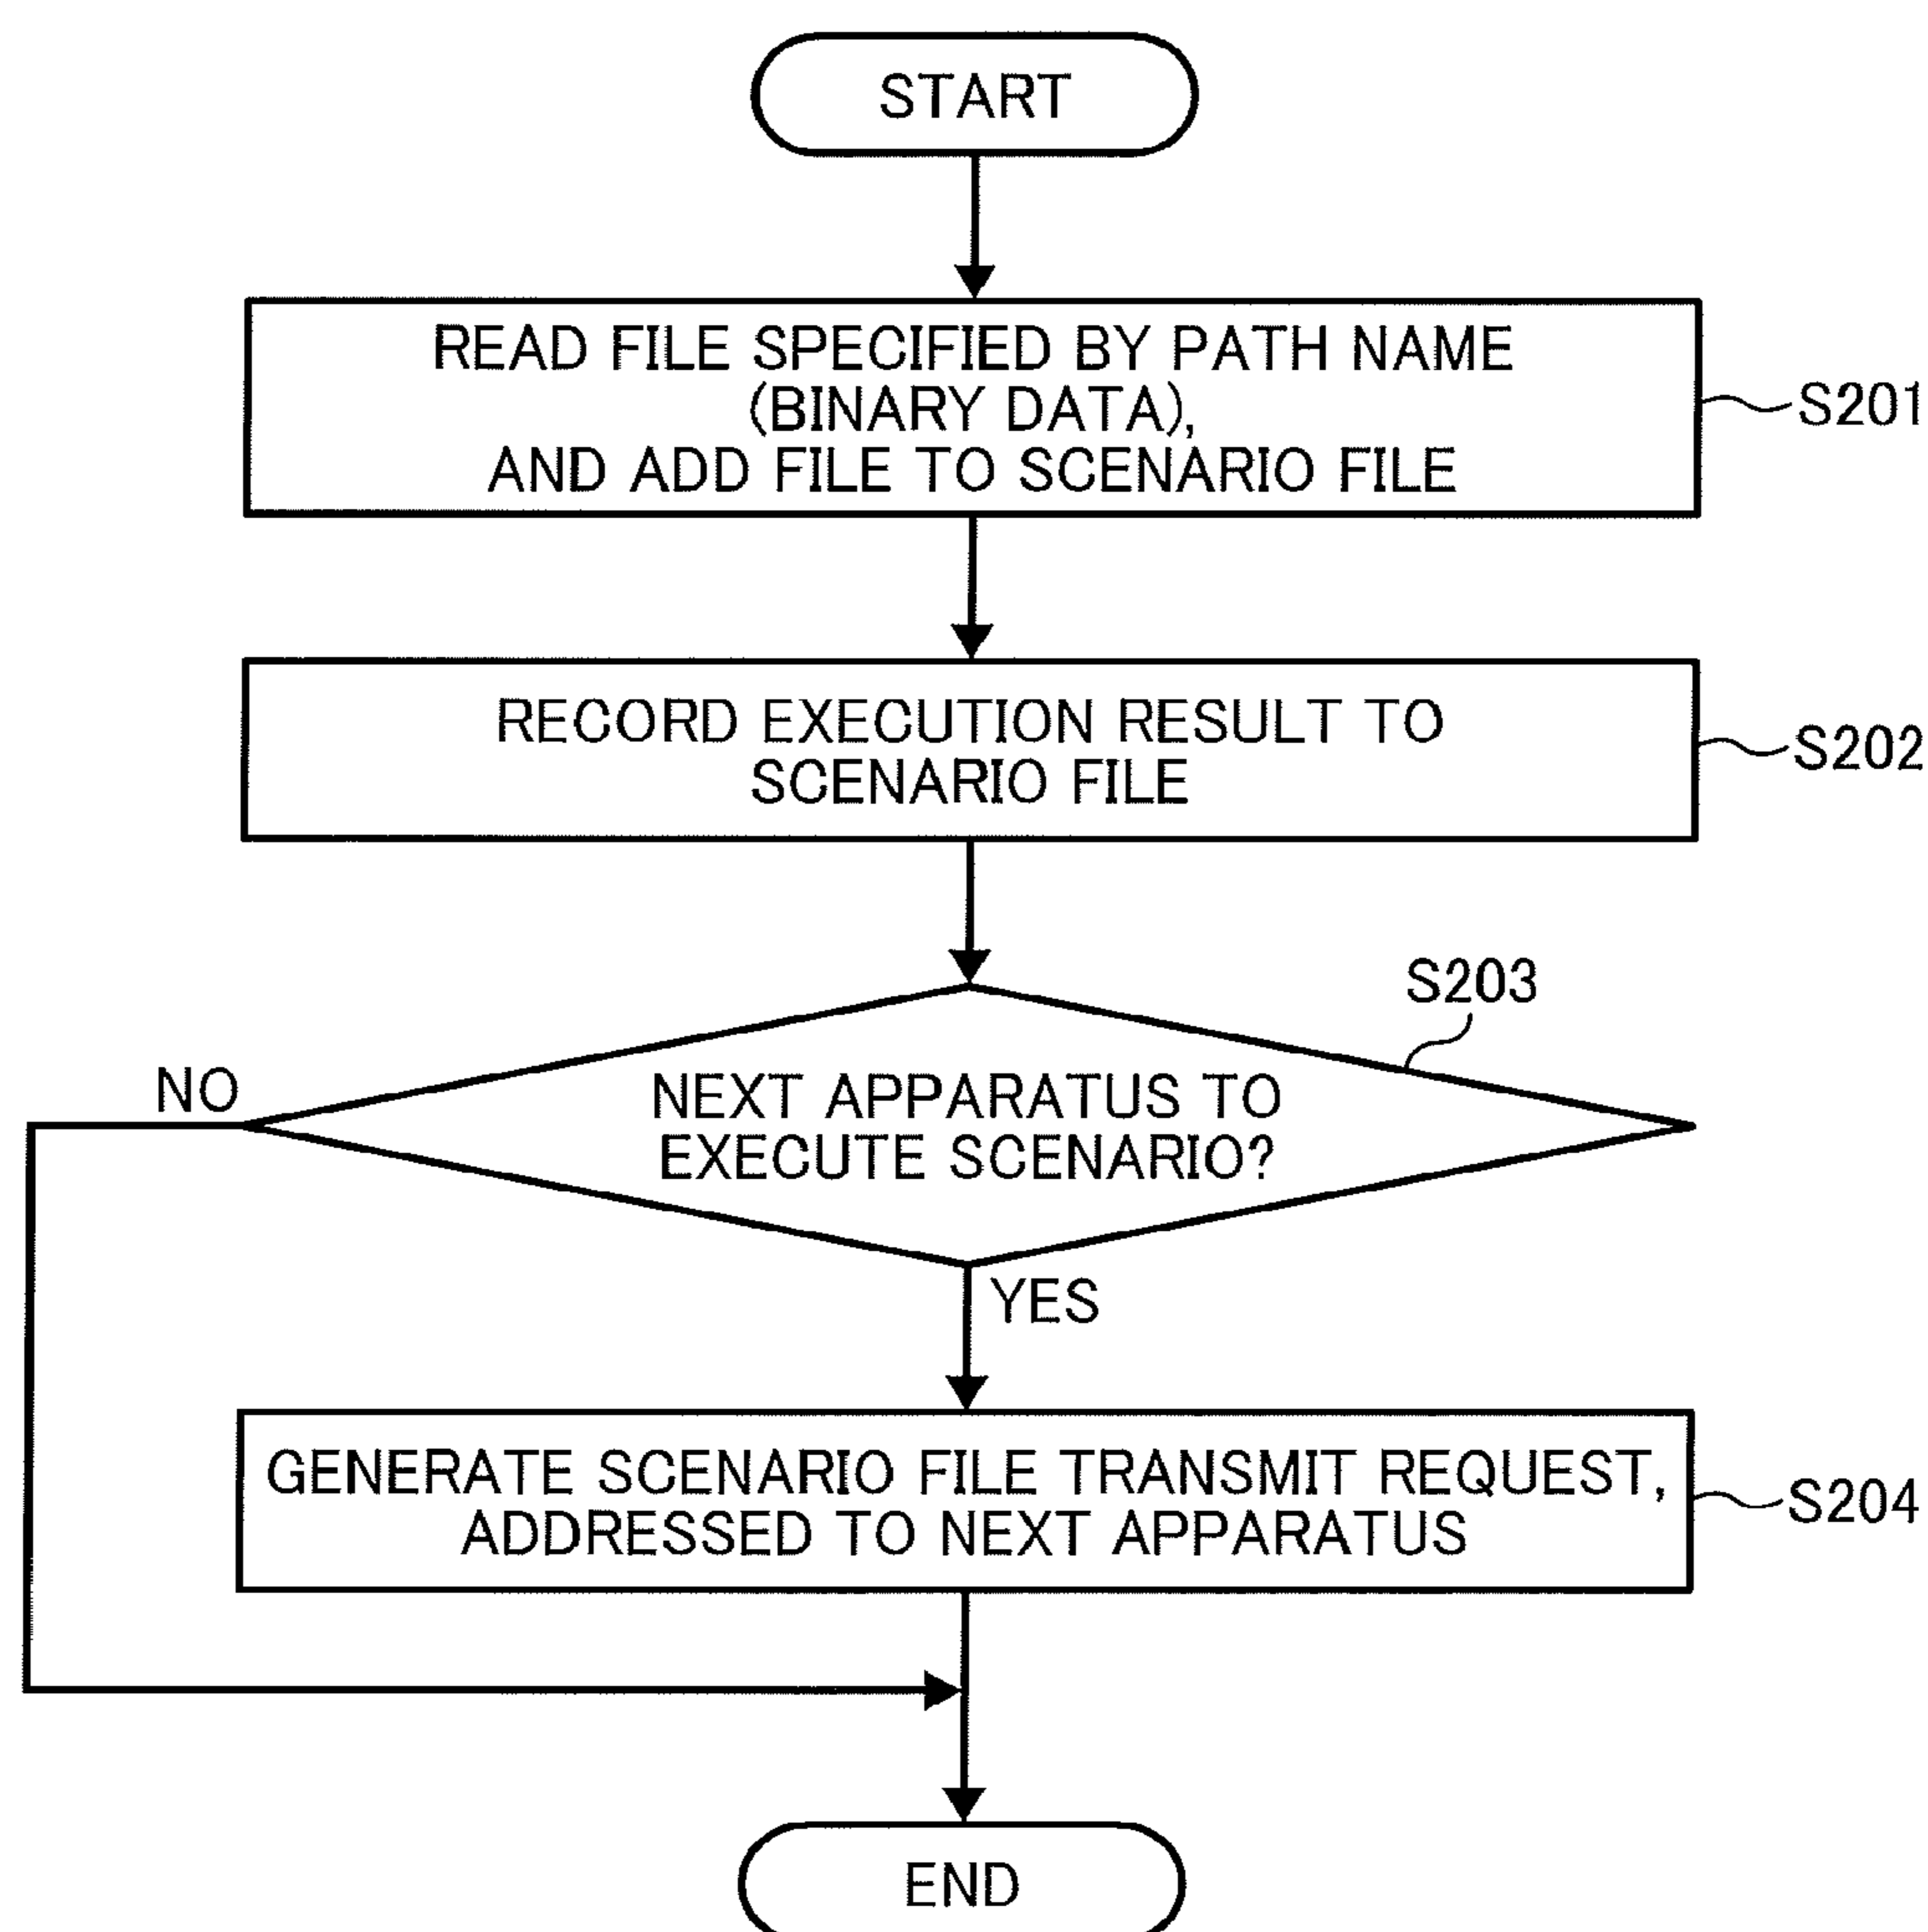 START
READ FILE SPECIFIED BY PATH NAME
(BINARY DATA),
AND ADD FILE TO SCENARIO FILE
S201
RECORD EXECUTION RESULT TO
SCENARIO FILE
S202
S203
NO
NEXT APPARATUS TO
EXECUTE SCENARIO?
YES
GENERATE SCENARIO FILE TRANSMIT REQUEST,
ADDRESSED TO NEXT APPARATUS
S204
END